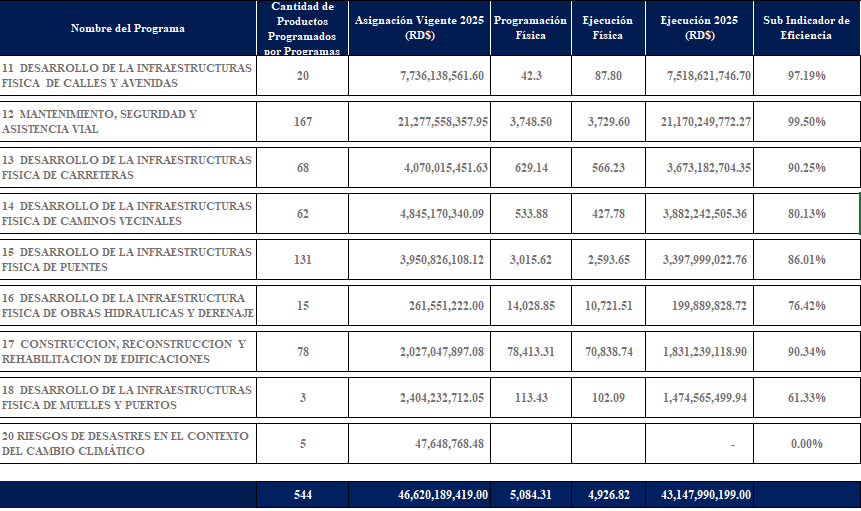 Nombre del Programa
Cantidad de
Productos
Programados
por Programas
Asignación Vigente 2025
(RD$)
Programación
Física
Ejecución
Física
Ejecución 2025
(RD$)
Sub Indicador de
Eficiencia
11 DESARROLLO DE LA INFRAESTRUCTURAS
FISICA DE CALLES Y AVENIDAS
20
7,736,138,561.60
42.3
87.80
7,518,621,746.70
97.19%
12 MANTENIMIENTO, SEGURIDAD Y
ASISTENCIA VIAL
167
21,277,558,357.95
3,748.50
3,729.60
21,170,249,772.27
99.50%
13 DESARROLLO DE LA INFRAESTRUCTURAS
FISICA DE CARRETERAS
68
4,070,015,451.63
629.14
566.23
3,673,182,704.35
90.25%
14 DESARROLLO DE LA INFRAESTRUCTURAS
FISICA DE CAMINOS VECINALES
62
4,845,170,340.09
533.88
427.78
3,882,242,505.36
80.13%
15 DESARROLLO DE LA INFRAESTRUCTURAS
FISICA DE PUENTES
131
3,950,826,108.12
3,015.62
2,593.65
3,397,999,022.76
86.01%
16 DESARROLLO DE LA INFRAESTRUCTURA
FISICA DE OBRAS HIDRAULICAS Y DERENAJE
15
261,551,222.00
14,028.85
10,721.51
199,889,828.72
76.42%
17 CONSTRUCCION, RECONSTRUCCION Y
REHABILITACION DE EDIFICACIONES
78
2,027,047,897.08
78,413.31
70,838.74
1,831,239,118.90
90.34%
18 DESARROLLO DE LA INFRAESTRUCTURAS
FISICA DE MUELLES Y PUERTOS
3
2,404,232,712.05
113.43
102.09
1,474,565,499.94
61.33%
20 RIESGOS DE DESASTRES EN EL CONTEXTO
DEL CAMBIO CLIMÁTICO
5
47,648,768.48
-
0.00%
544
46,620,189,419.00
5,084.31
4,926.82
43,147,990,199.00